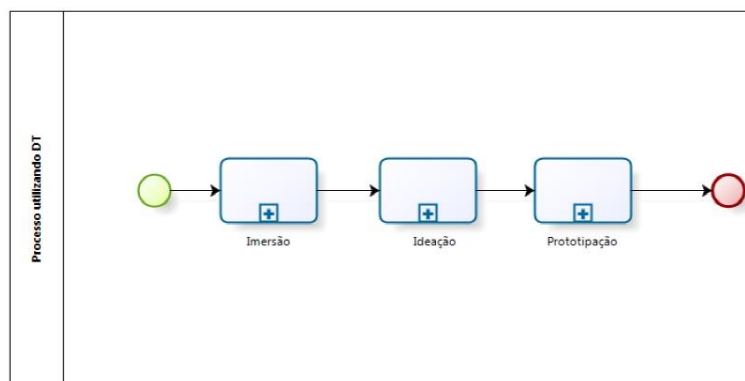 Processo utilizando DT
Imersão
Ideação
Prototipação